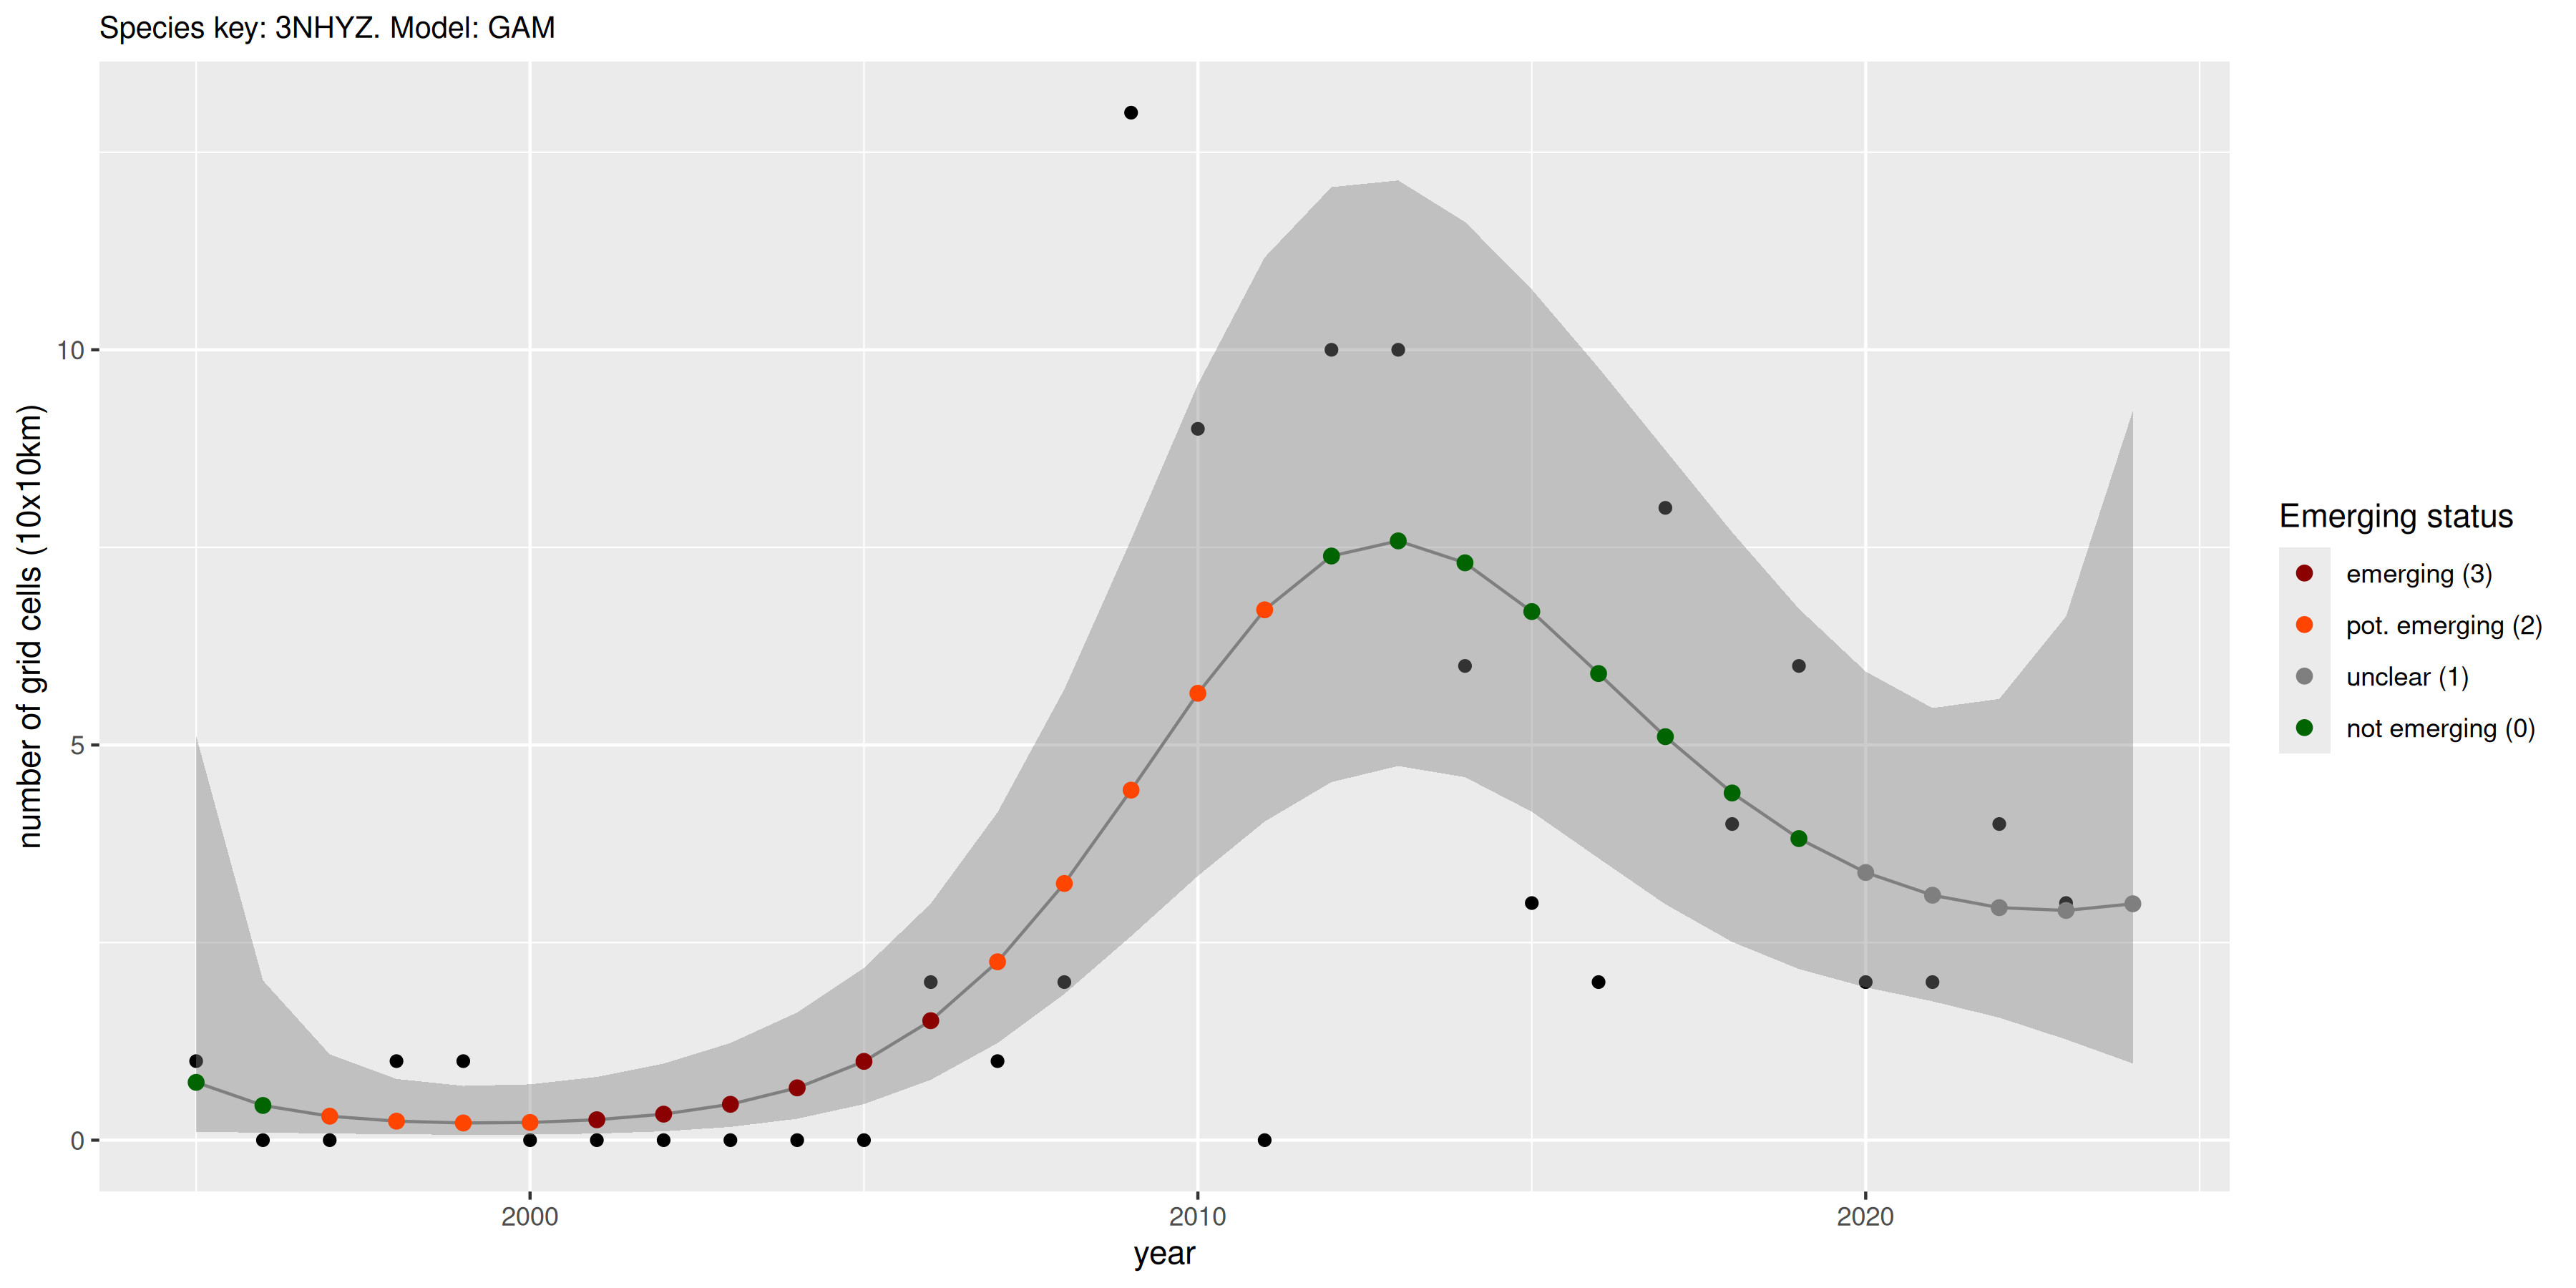 Species key: 3NHYZ. Model: GAM
number of grid cells (10x10km)
10
5
0
2000
2010
2020
year
Emerging status
emerging (3)
pot. emerging (2)
unclear (1)
not emerging (0)